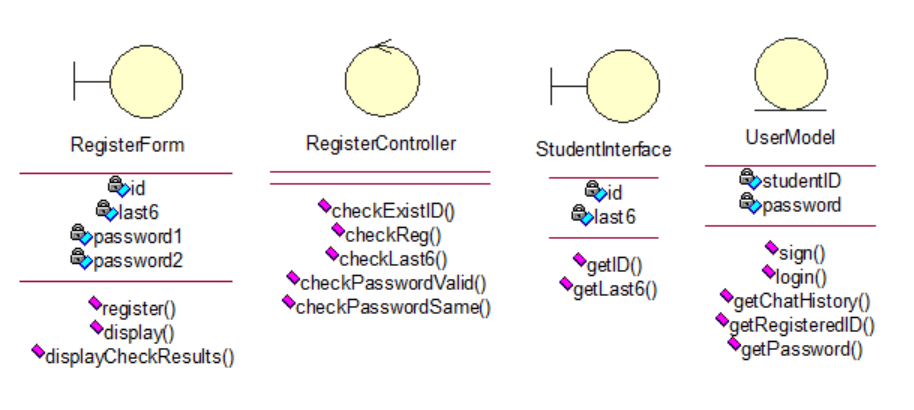 RegisterForm
id
last6
password1
password2
register()
display()
displayCheckResults()
RegisterController
checkExistID()
checkReg()
checkLast6()
checkPasswordValid()
checkPasswordSame()
StudentInterface
id
last6
getID()
getLast6()
UserModel
studentID
password
sign()
login()
getChatHistory()
getRegisteredID()
getPassword()